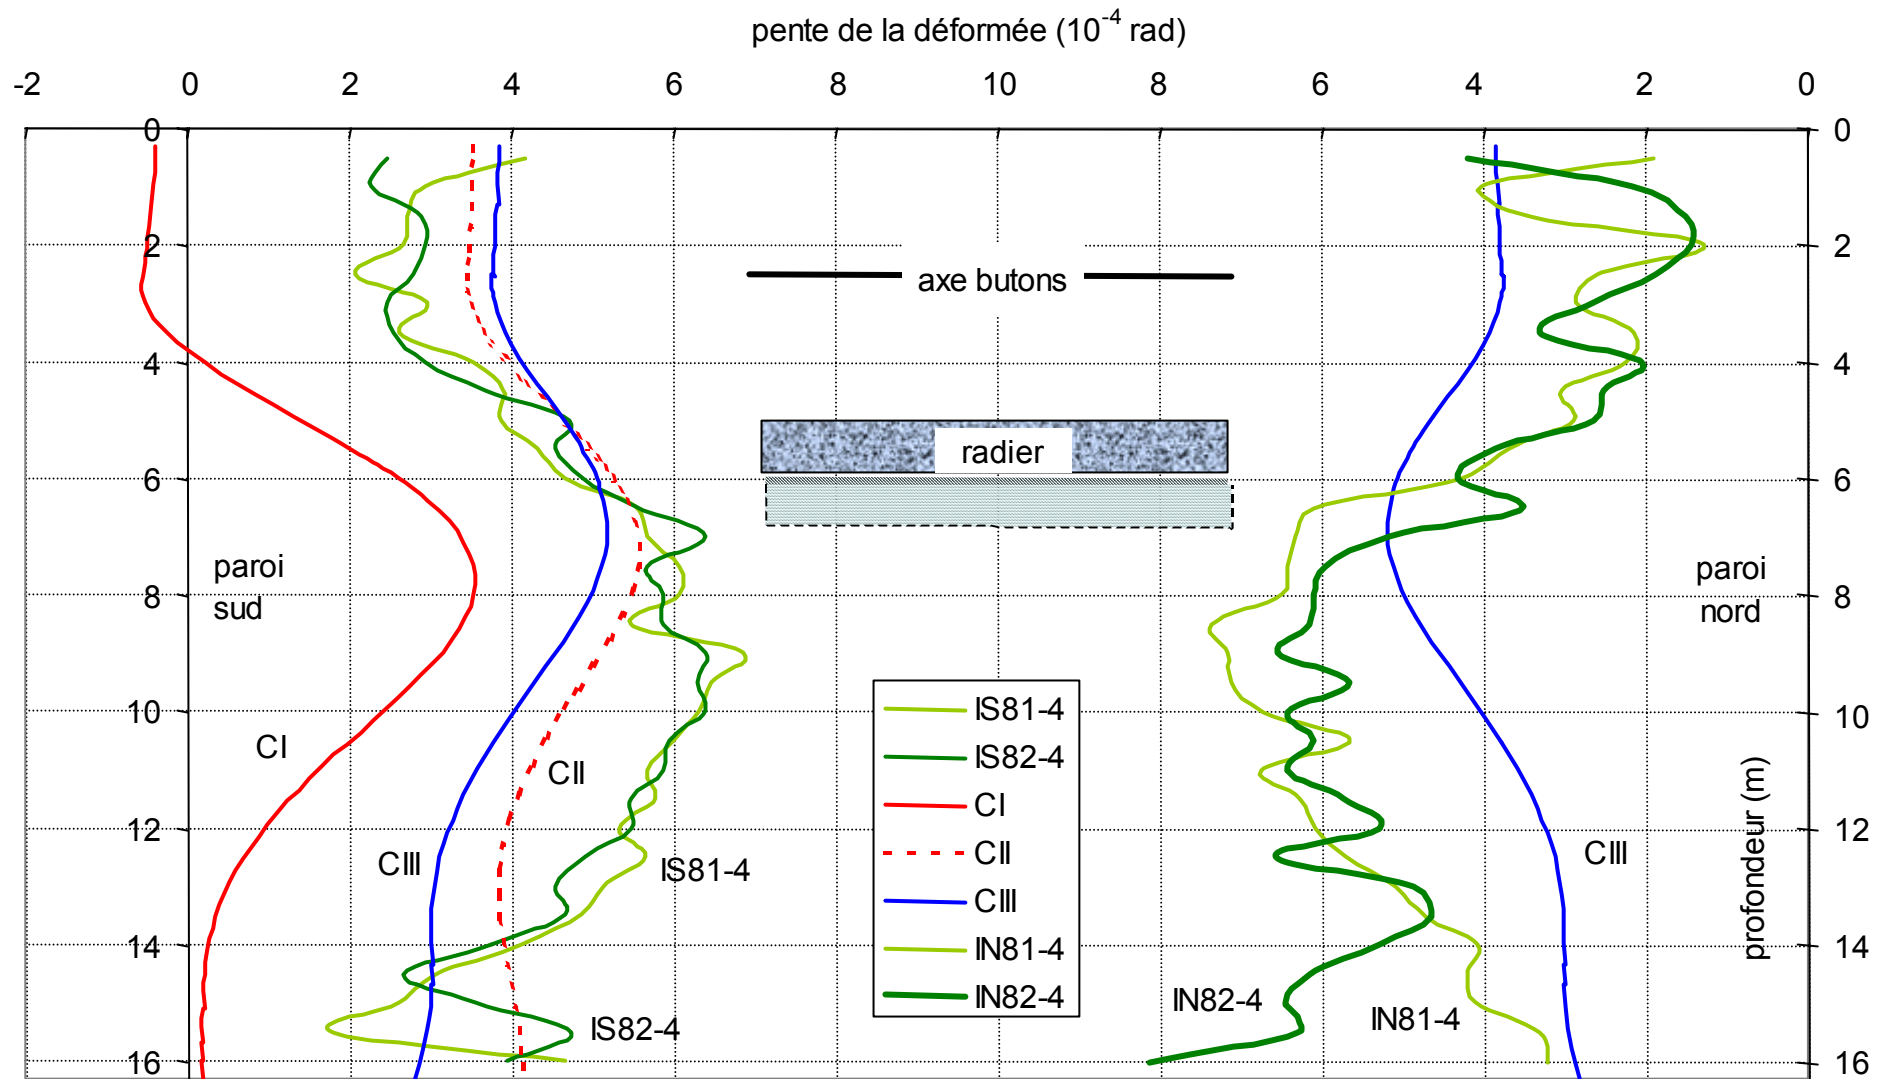 pente de la déformée (10⁻⁴ rad)
-2 0 2 4 6 8 10 8 6 4 2 0
0 0
2 2
axe butons
4 4
radier
6 6
paroi
sud
paroi
nord
8 8
IS81-4
IS82-4
CI
CII
CIII
IN81-4
IN82-4
10 10
CI
CII
12 12
CIII
IS81-4
CIII
profondeur (m)
14 14
IN82-4
IN81-4
IS82-4
16 16